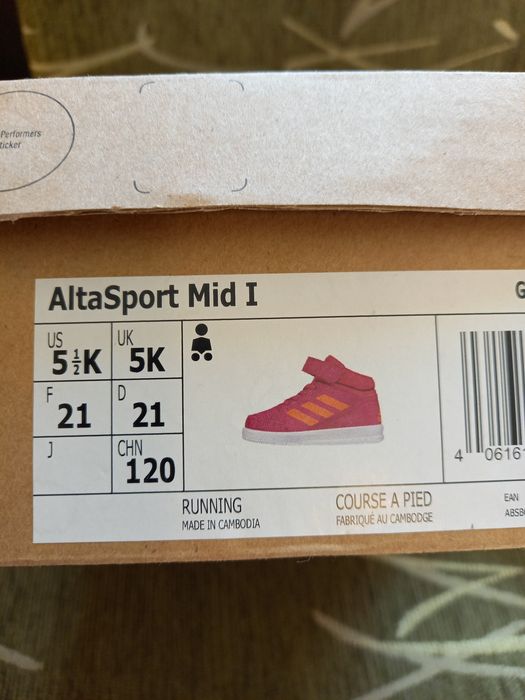 Performers
ticker
AltaSport Mid I
G
US 5½K
UK 5K
F 21
D 21
J
CHN 120
RUNNING
MADE IN CAMBODIA
COURSE A PIED
FABRIQUÉ AU CAMBODGE
4 06161
EAN